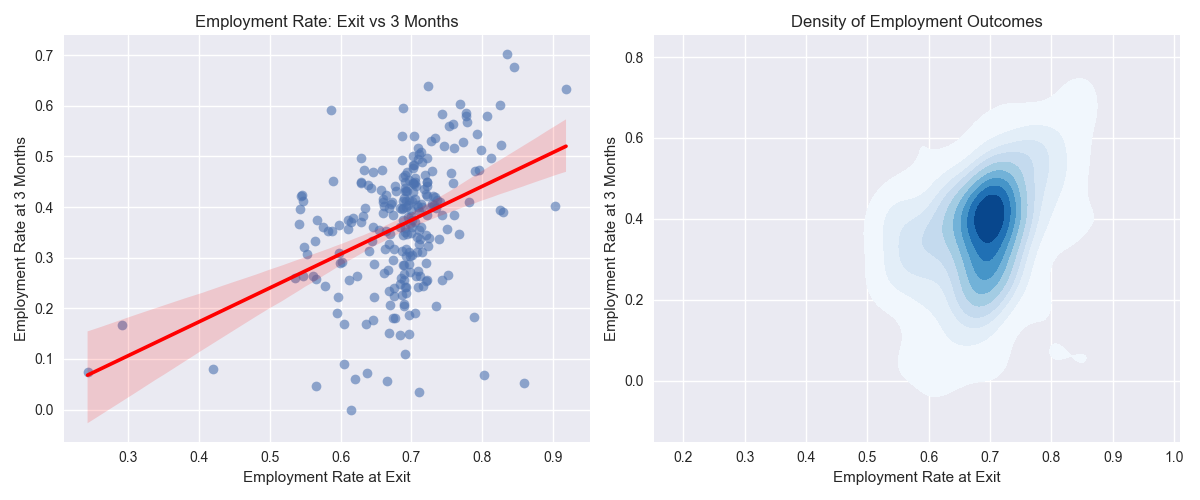 Employment Rate: Exit vs 3 Months
Employment Rate at 3 Months
0.7
0.6
0.5
0.4
0.3
0.2
0.1
0.0
0.3 0.4 0.5 0.6 0.7 0.8 0.9
Employment Rate at Exit
Density of Employment Outcomes
Employment Rate at 3 Months
0.8
0.6
0.4
0.2
0.0
0.2 0.3 0.4 0.5 0.6 0.7 0.8 0.9 1.0
Employment Rate at Exit